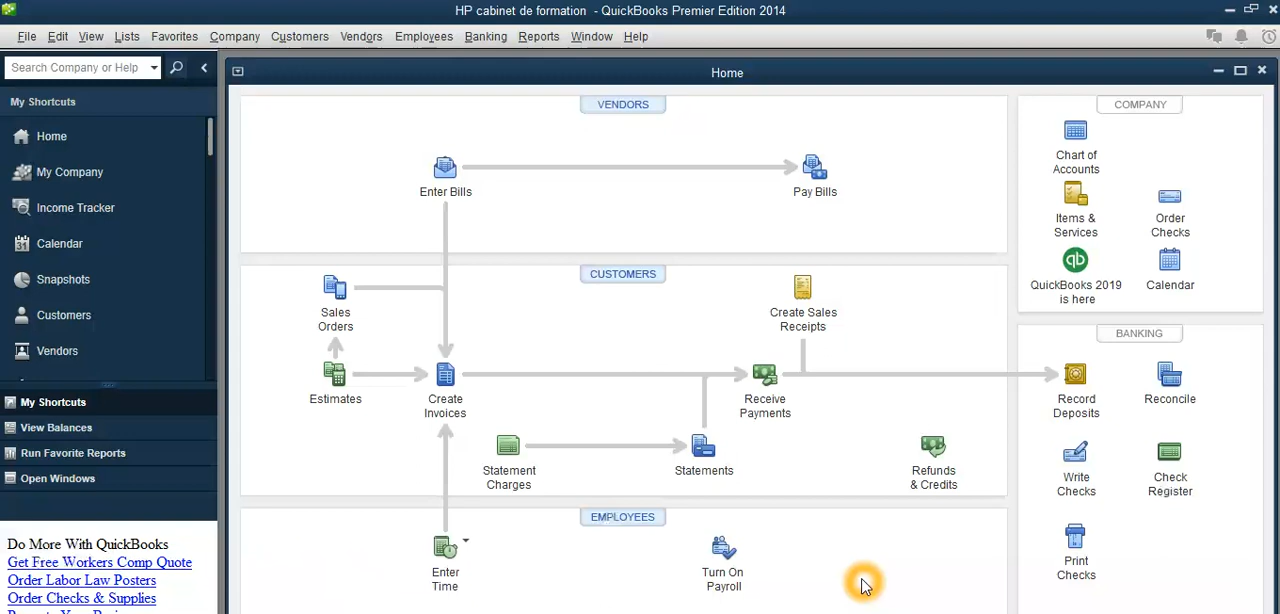 HP cabinet de formation - QuickBooks Premier Edition 2014
File Edit View Lists Favorites Company Customers Vendors Employees Banking Reports Window Help
Search Company or Help
My Shortcuts
Home
My Company
Income Tracker
Calendar
Snapshots
Customers
Vendors
My Shortcuts
View Balances
Run Favorite Reports
Open Windows
Do More With QuickBooks
Get Free Workers Comp Quote
Order Labor Law Posters
Order Checks & Supplies
Home
VENDORS
Enter Bills
Pay Bills
CUSTOMERS
Sales
Orders
Create Sales
Receipts
Estimates
Create
Invoices
Receive
Payments
Statement
Charges
Statements
Refunds
& Credits
EMPLOYEES
Enter
Time
Turn On
Payroll
COMPANY
Chart of
Accounts
Items &
Services
Order
Checks
qb
QuickBooks 2019
is here
Calendar
BANKING
Record
Deposits
Reconcile
Write
Checks
Check
Register
Print
Checks